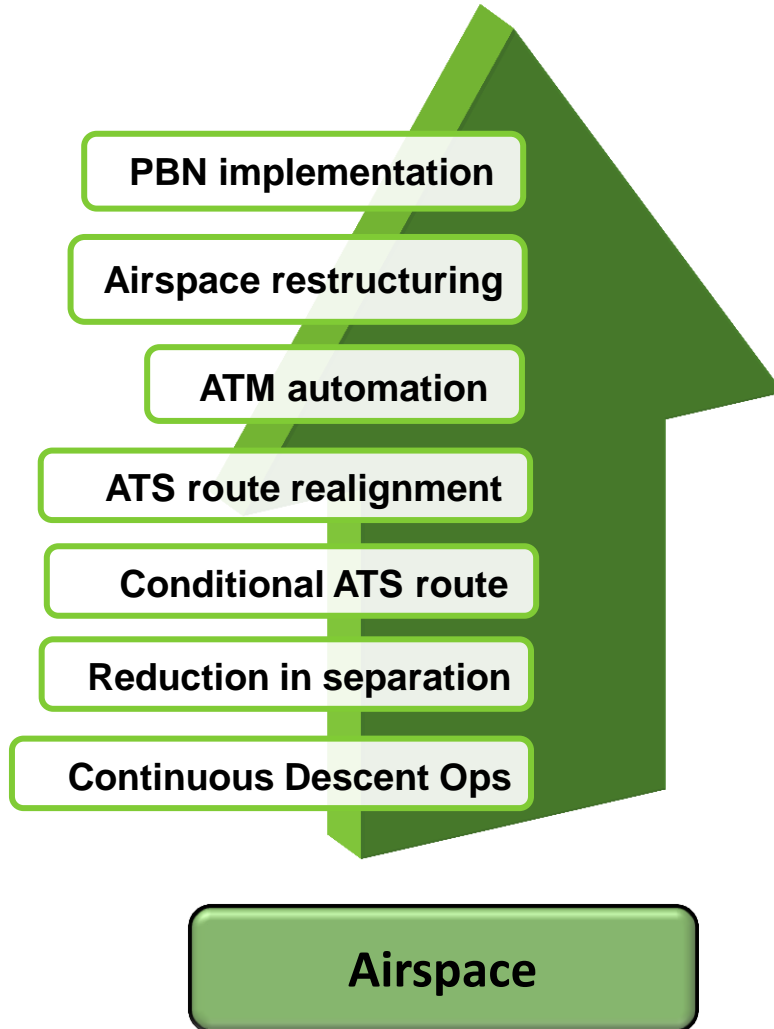 PBN implementation
Airspace restructuring
ATM automation
ATS route realignment
Conditional ATS route
Reduction in separation
Continuous Descent Ops
Airspace